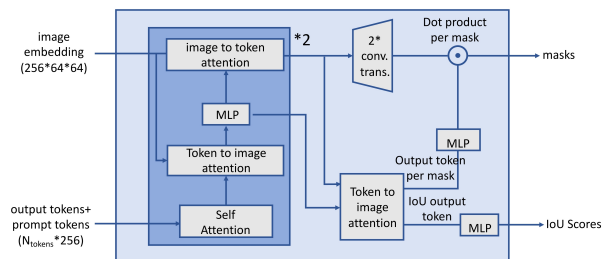 image
embedding
(256*64*64)
image to token
attention
*2
2*
conv.
trans.
Dot product
per mask
masks
MLP
Token to image
attention
MLP
Output token
per mask
output tokens+
prompt tokens
(Ntokens*256)
Self
Attention
Token to
image
attention
IoU output
token
MLP
IoU Scores